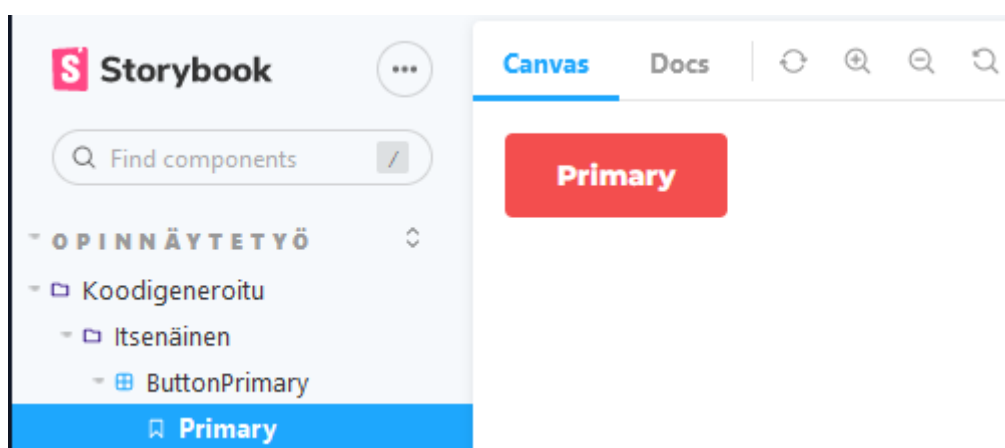 Storybook
Canvas Docs
Find components /
Primary
OPINNÄYTETYÖ
Koodigeneroitu
Itsenäinen
ButtonPrimary
Primary